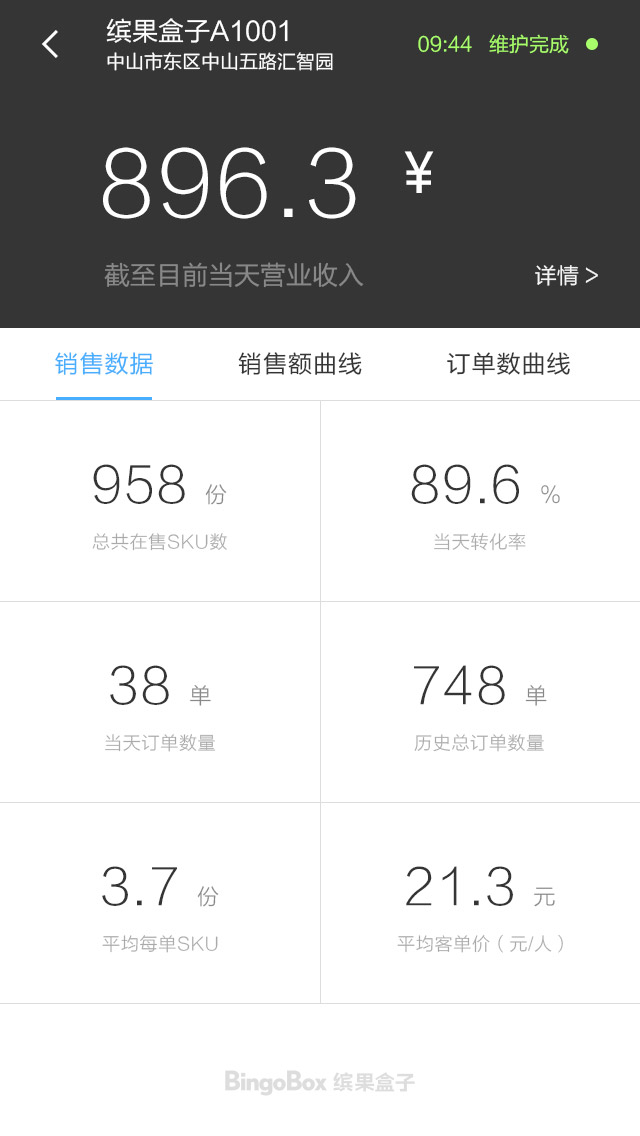 缤果盒子A1001
中山市东区中山五路汇智园
09:44 维护完成
896.3 ¥
截至目前当天营业收入
详情 >
销售数据 销售额曲线 订单数曲线
958 份
总共在售SKU数
89.6 %
当天转化率
38 单
当天订单数量
748 单
历史总订单数量
3.7 份
平均每单SKU
21.3 元
平均客单价（元/人）
BingoBox 缤果盒子